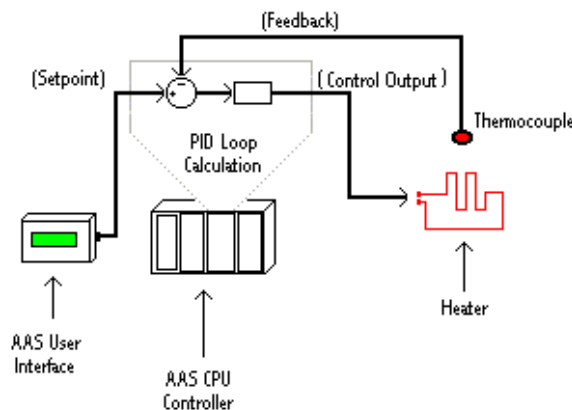 (Feedback)
(Setpoint)
(Control Output)
Thermocouple
PID Loop
Calculation
Heater
AAS User
Interface
AAS CPU
Controller